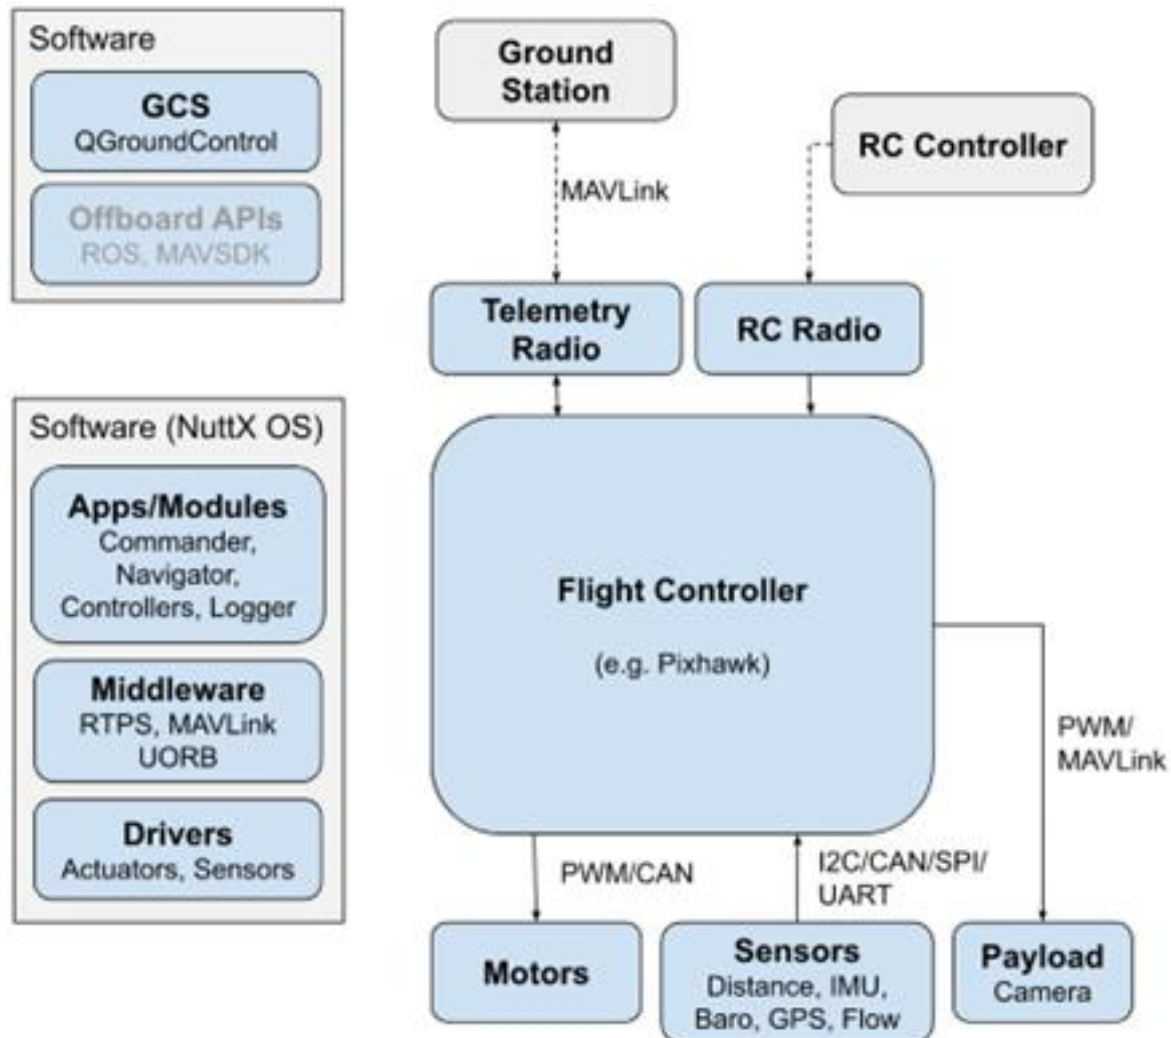 Software
GCS
QGroundControl
Offboard APIs
ROS, MAVSDK
Ground
Station
RC Controller
MAVLink
Telemetry
Radio
RC Radio
Software (NuttX OS)
Apps/Modules
Commander,
Navigator,
Controllers, Logger
Middleware
RTPS, MAVLink
UORB
Drivers
Actuators, Sensors
Flight Controller
(e.g. Pixhawk)
PWM/
MAVLink
PWM/CAN
I2C/CAN/SPI/
UART
Motors
Sensors
Distance, IMU,
Baro, GPS, Flow
Payload
Camera